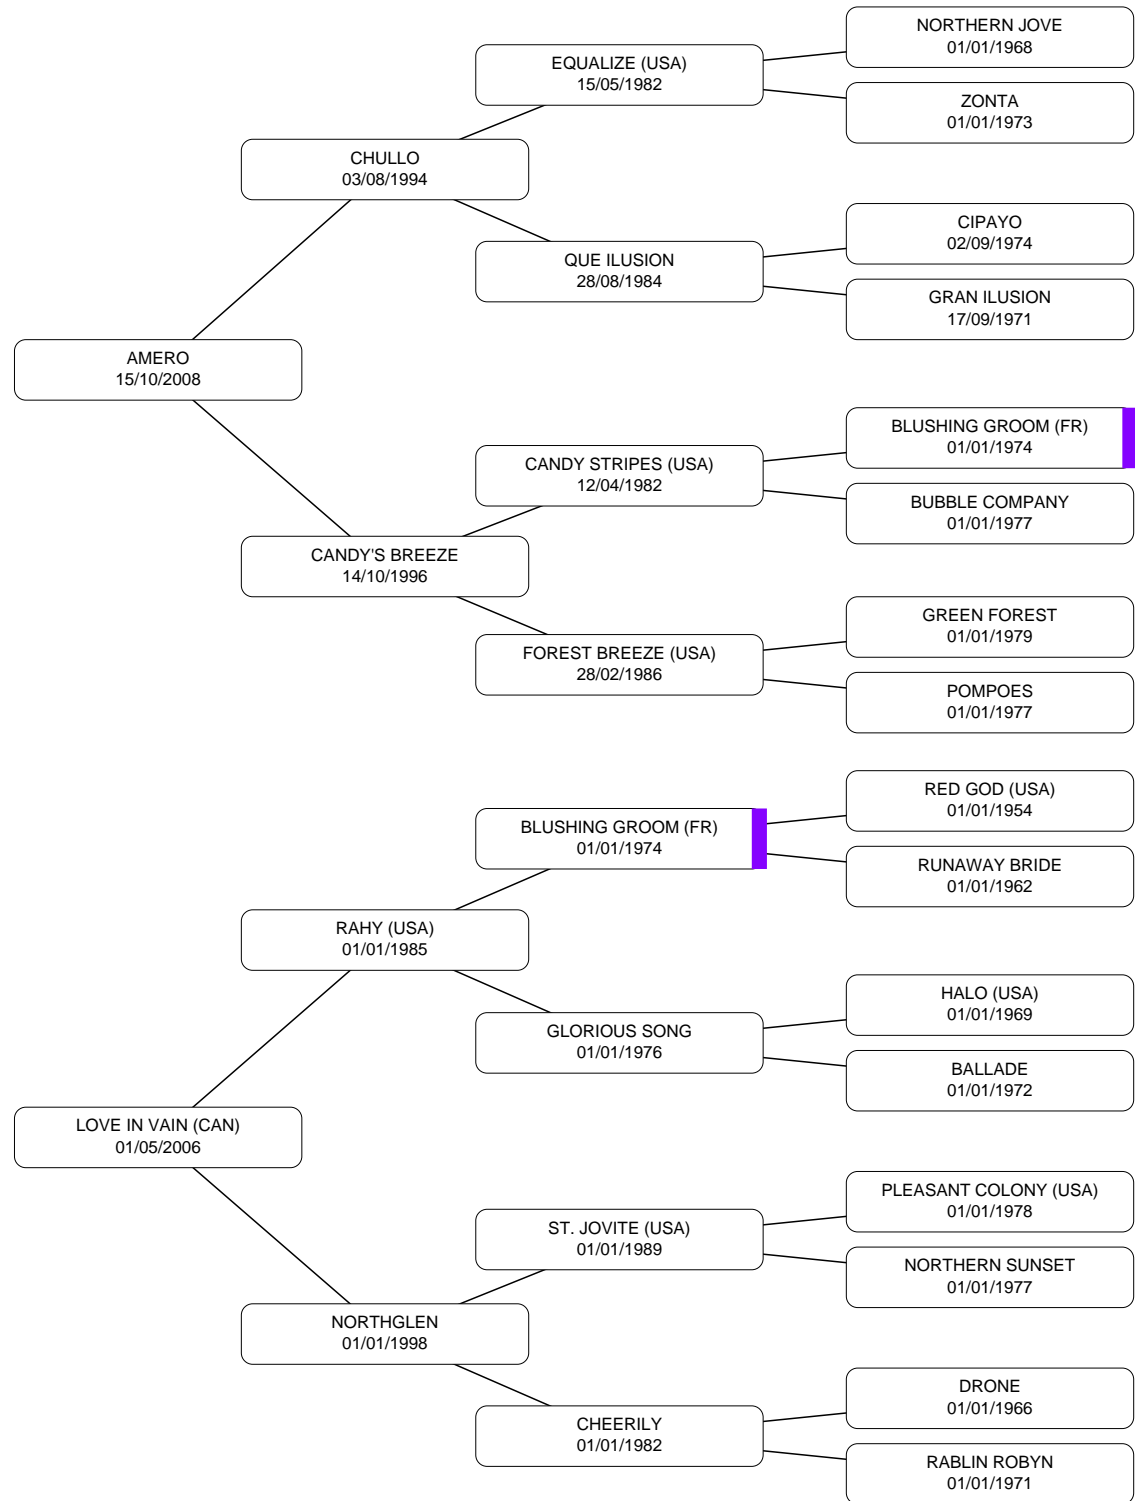 NORTHERN JOVE
01/01/1968
EQUALIZE (USA)
15/05/1982
ZONTA
01/01/1973
CHULLO
03/08/1994
CIPAYO
02/09/1974
QUE ILUSION
28/08/1984
GRAN ILUSION
17/09/1971
AMERO
15/10/2008
BLUSHING GROOM (FR)
01/01/1974
CANDY STRIPES (USA)
12/04/1982
BUBBLE COMPANY
01/01/1977
CANDY'S BREEZE
14/10/1996
GREEN FOREST
01/01/1979
FOREST BREEZE (USA)
28/02/1986
POMPOES
01/01/1977
RED GOD (USA)
01/01/1954
BLUSHING GROOM (FR)
01/01/1974
RUNAWAY BRIDE
01/01/1962
RAHY (USA)
01/01/1985
HALO (USA)
01/01/1969
GLORIOUS SONG
01/01/1976
BALLADE
01/01/1972
LOVE IN VAIN (CAN)
01/05/2006
PLEASANT COLONY (USA)
01/01/1978
ST. JOVITE (USA)
01/01/1989
NORTHERN SUNSET
01/01/1977
NORTHGLEN
01/01/1998
DRONE
01/01/1966
CHEERILY
01/01/1982
RABLIN ROBYN
01/01/1971